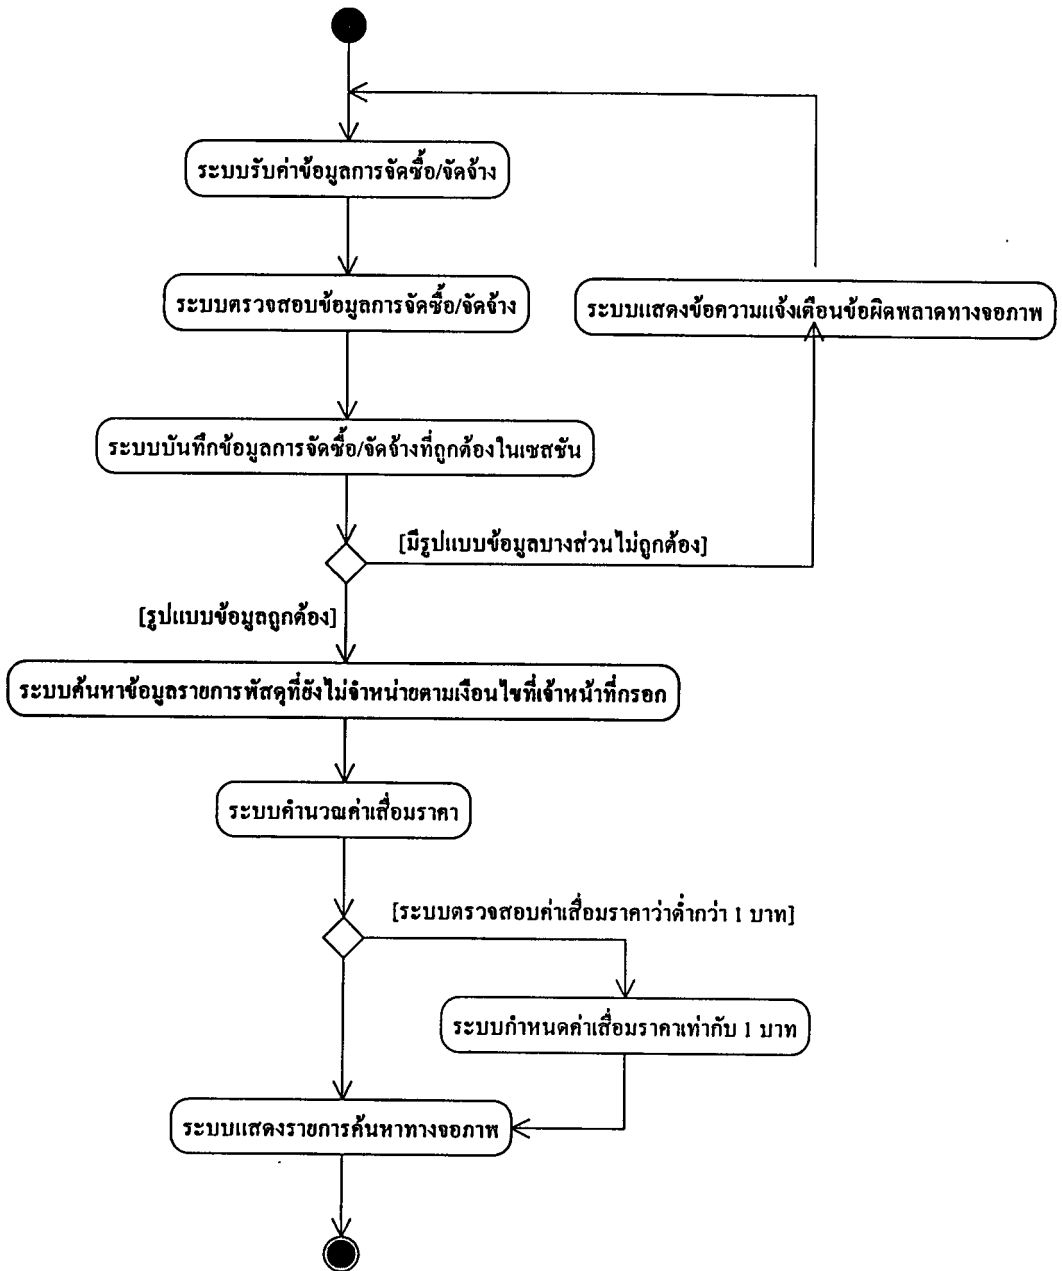 ระบบรับค่าข้อมูลการจัดซื้อ/จัดจ้าง
ระบบตรวจสอบข้อมูลการจัดซื้อ/จัดจ้าง
ระบบแสดงข้อความแจ้งเตือนข้อผิดพลาดทางจอภาพ
ระบบบันทึกข้อมูลการจัดซื้อ/จัดจ้างที่ถูกต้องในเซสชัน
[มีรูปแบบข้อมูลบางส่วนไม่ถูกต้อง]
[รูปแบบข้อมูลถูกต้อง]
ระบบค้นหาข้อมูลรายการพัสดุที่ยังไม่จำหน่ายตามเงือนไขที่เจ้าหน้าที่กรอก
ระบบคำนวณค่าเสื่อมราคา
[ระบบตรวจสอบค่าเสื่อมราคาว่าต่ำกว่า 1 บาท]
ระบบกำหนดค่าเสื่อมราคาเท่ากับ 1 บาท
ระบบแสดงรายการค้นหาทางจอภาพ